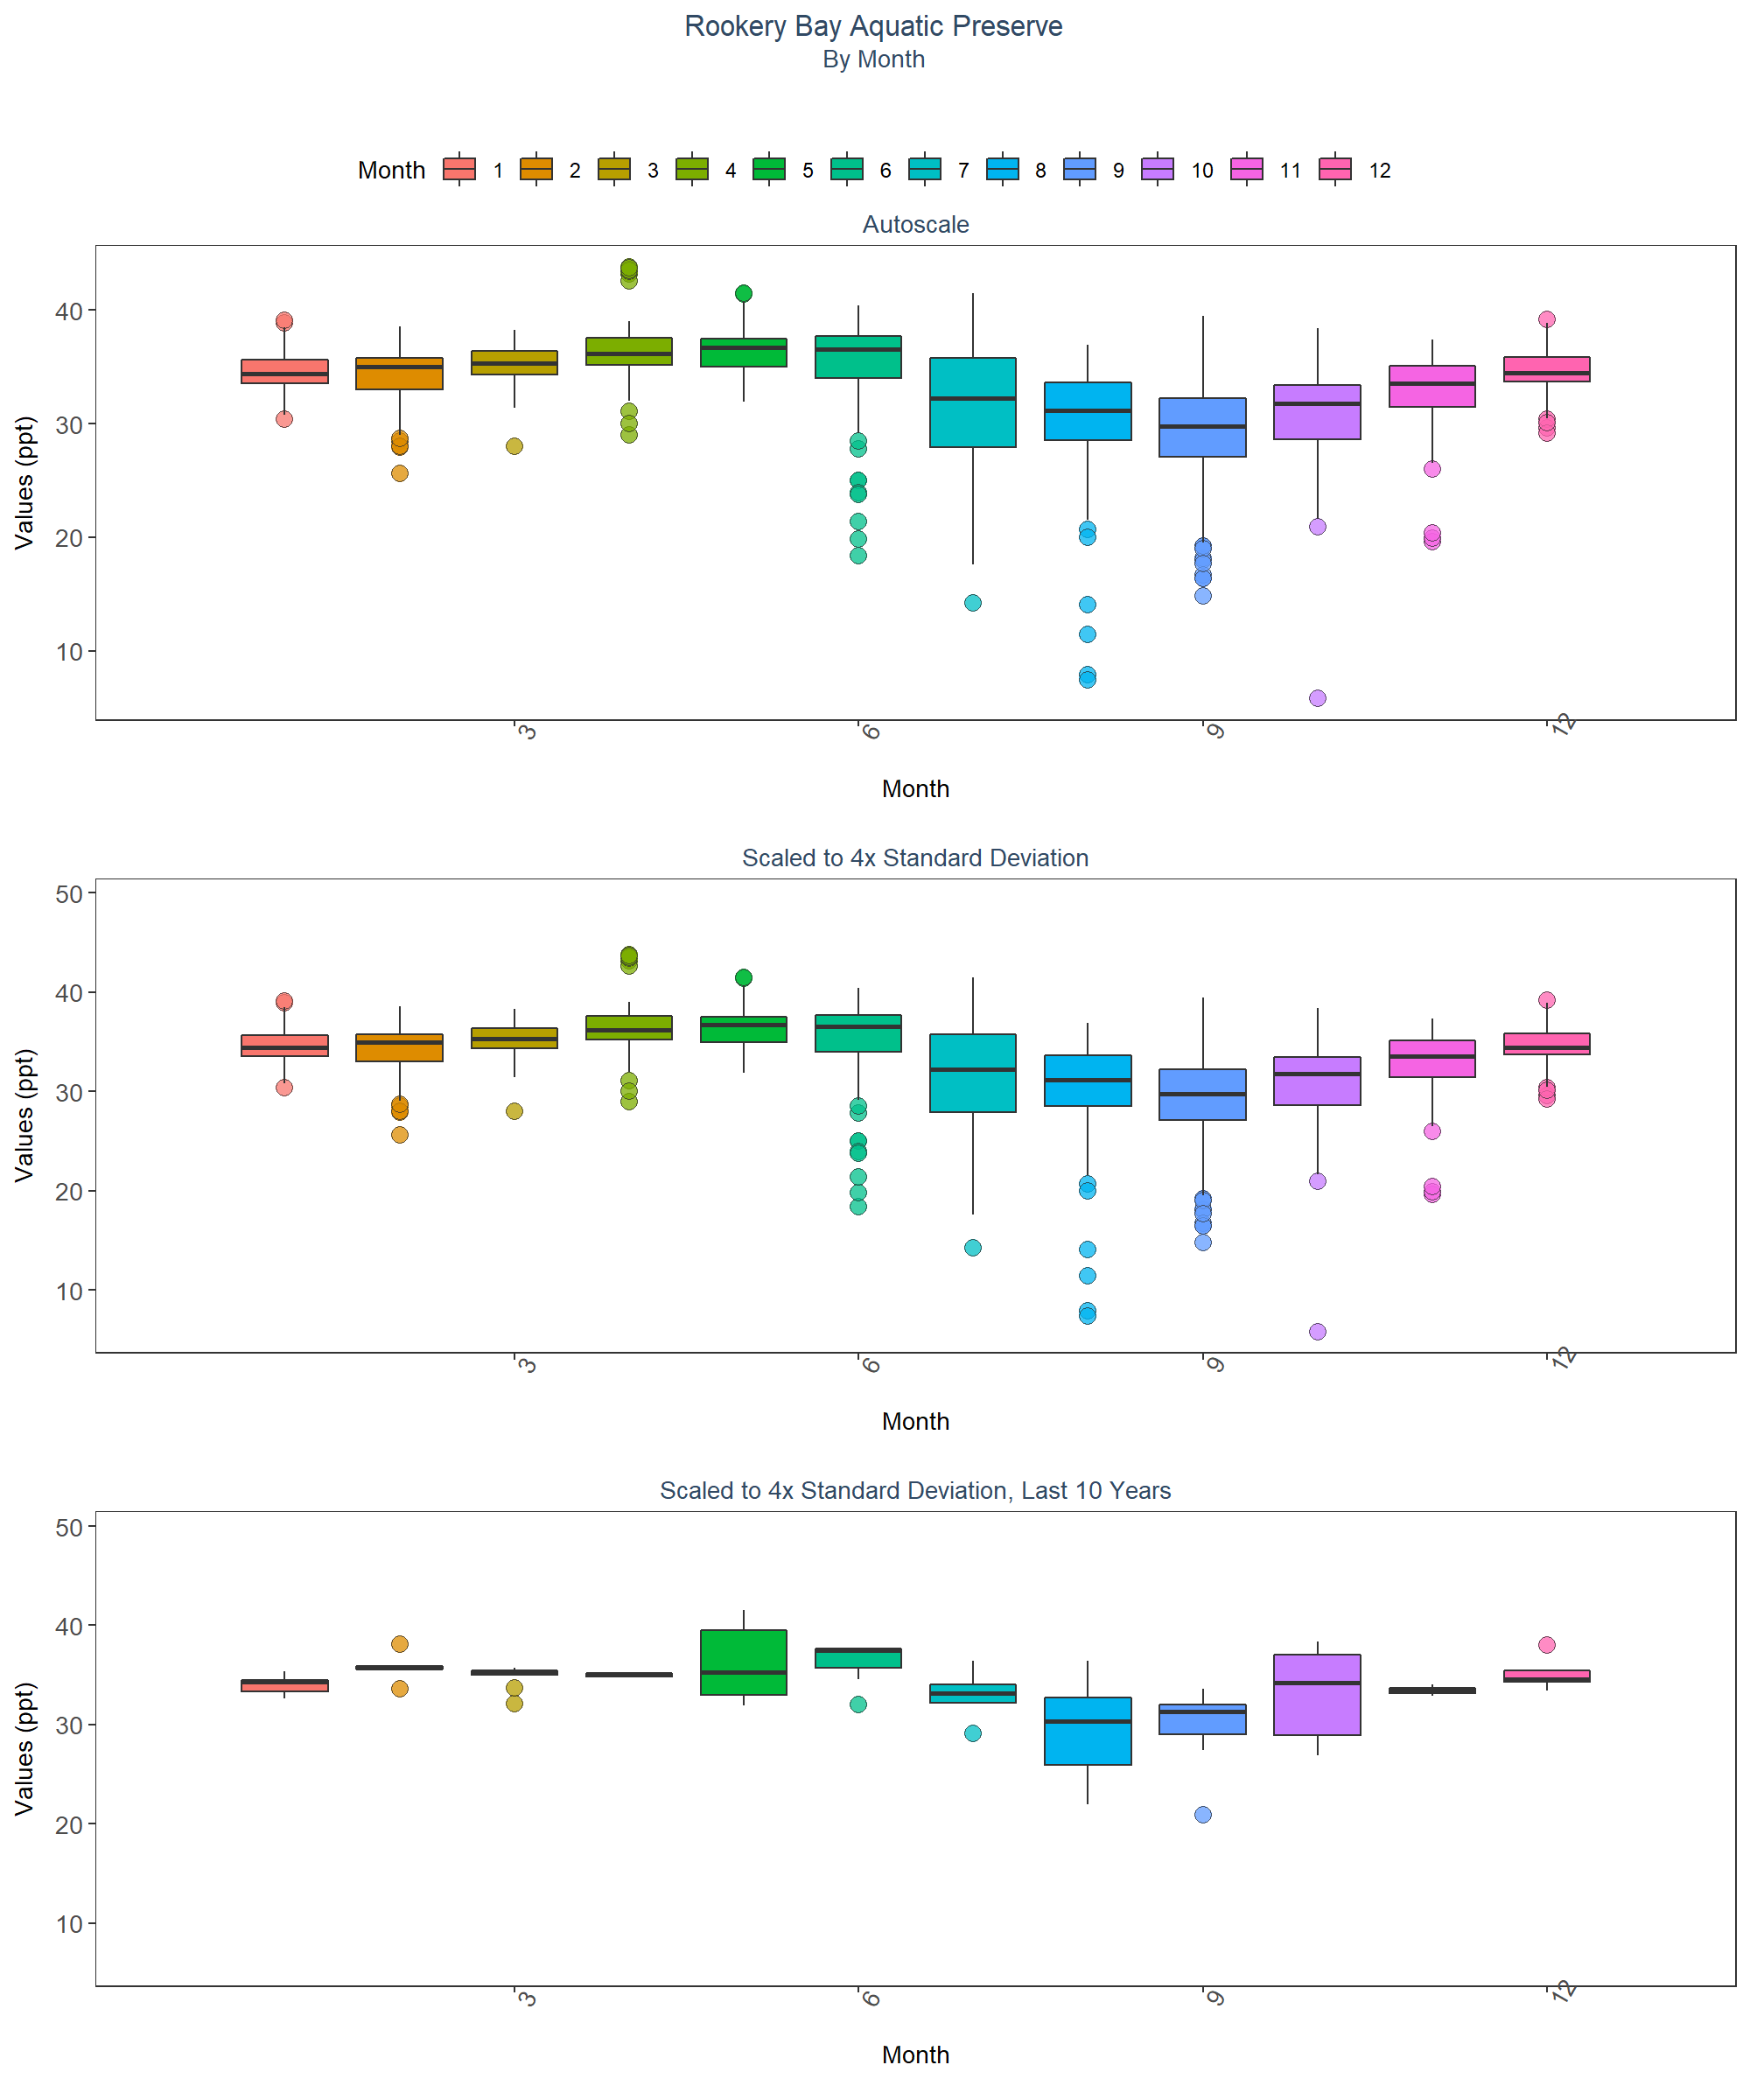 Rookery Bay Aquatic Preserve
By Month
Month 1 2 3 4 5 6 7 8 9 10 11 12
Autoscale
Values (ppt)
40
30
20
10
3 6 9 12
Month
Scaled to 4x Standard Deviation
Values (ppt)
50
40
30
20
10
3 6 9 12
Month
Scaled to 4x Standard Deviation, Last 10 Years
Values (ppt)
50
40
30
20
10
3 6 9 12
Month